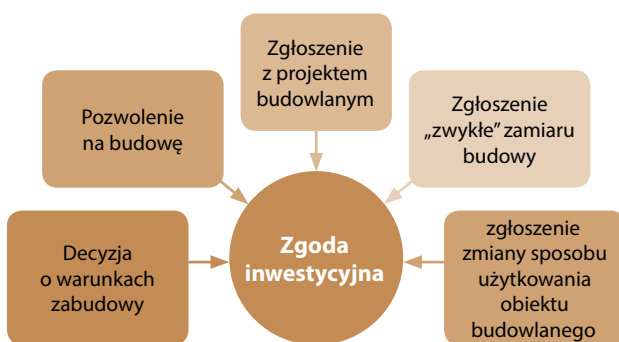 Zgłoszenie
z projektem
budowlanym
Pozwolenie
na budowę
Zgłoszenie
„zwykłe” zamiaru
budowy
Decyzja
o warunkach
zabudowy
Zgoda
inwestycyjna
zgłoszenie
zmiany sposobu
użytkowania
obiektu
budowlanego